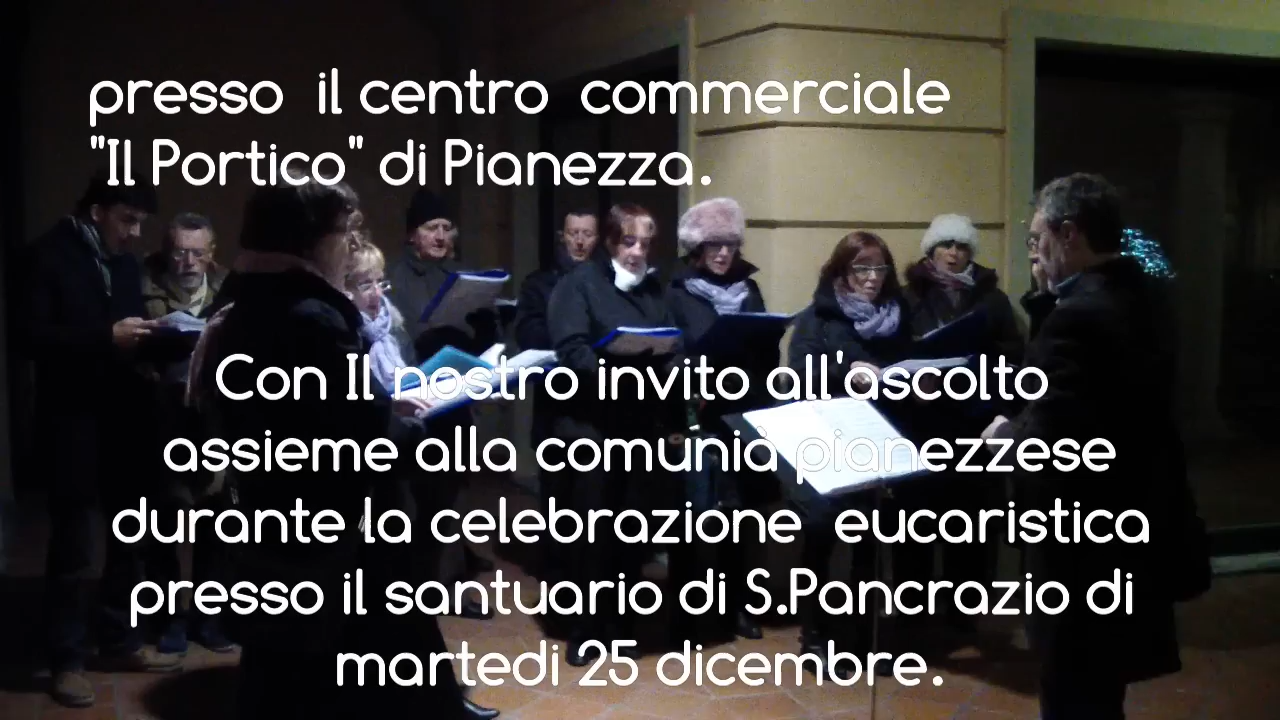 presso il centro commerciale
"Il Portico" di Pianezza.
Con Il nostro invito all'ascolto
assieme alla comunià pianezzese
durante la celebrazione eucaristica
presso il santuario di S.Pancrazio di
martedi 25 dicembre.